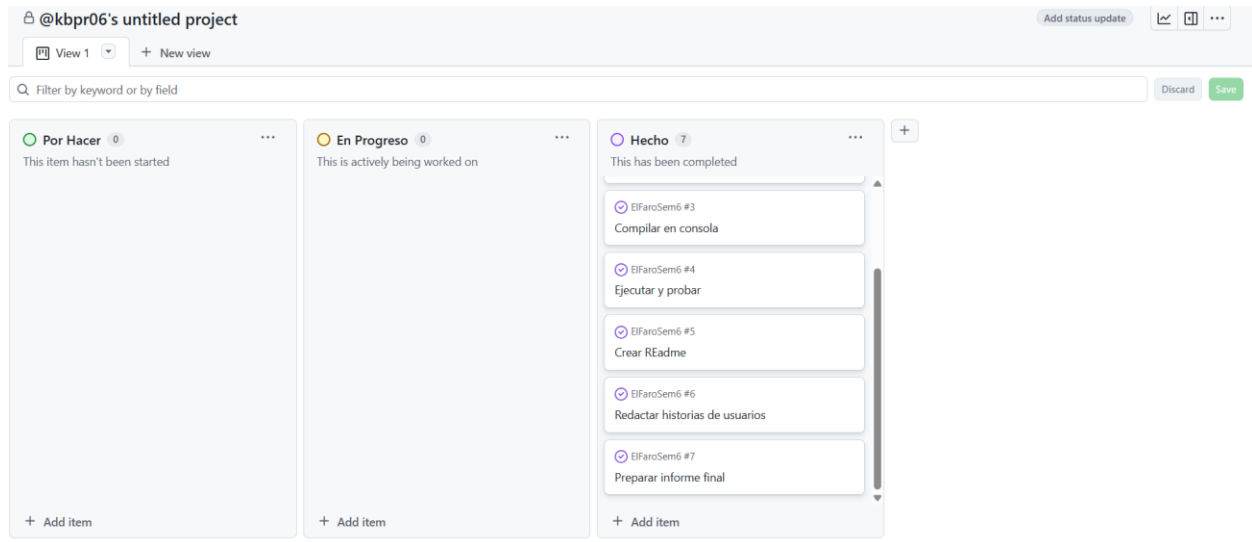 @kbpr06's untitled project
Add status update
View 1
New view
Filter by keyword or by field
Discard
Save
Por Hacer 0
This item hasn't been started
Add item
En Progreso 0
This is actively being worked on
Add item
Hecho 7
This has been completed
ElFaroSem6 #3
Compilar en consola
ElFaroSem6 #4
Ejecutar y probar
ElFaroSem6 #5
Crear REadme
ElFaroSem6 #6
Redactar historias de usuarios
ElFaroSem6 #7
Preparar informe final
Add item